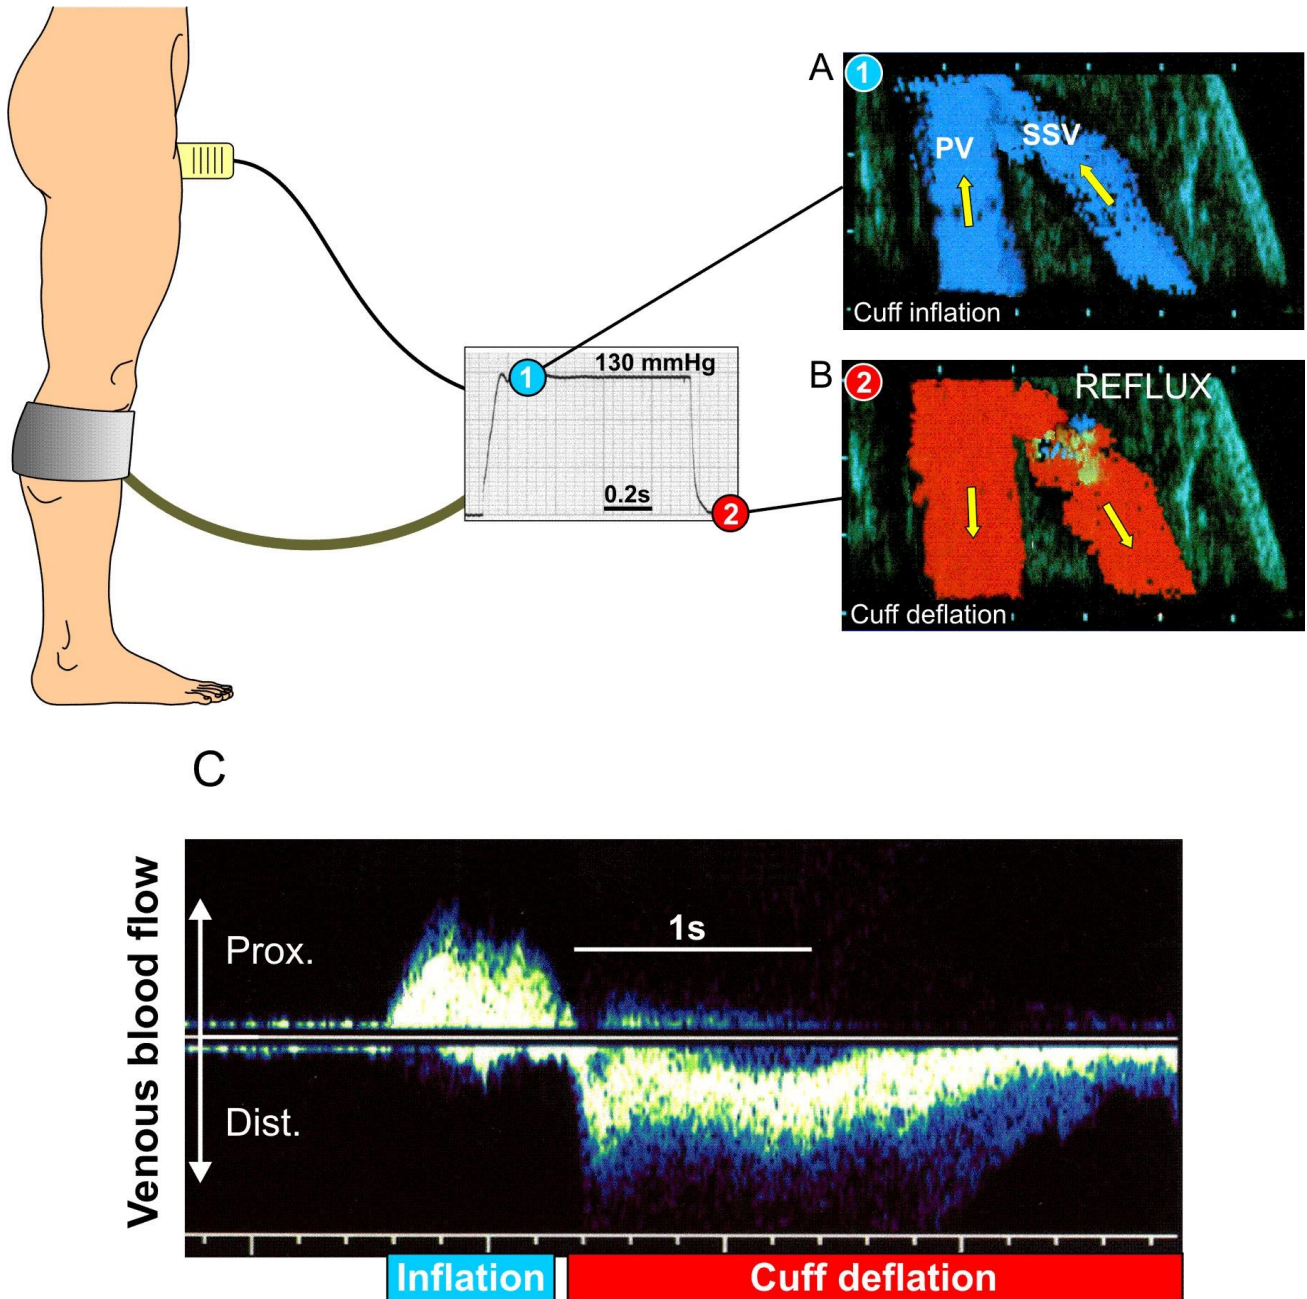 A
1
PV
SSV
Cuff inflation
1
130 mmHg
0.2s
2
B
2
REFLUX
Cuff deflation
C
Venous blood flow
Prox.
1s
Dist.
Inflation
Cuff deflation